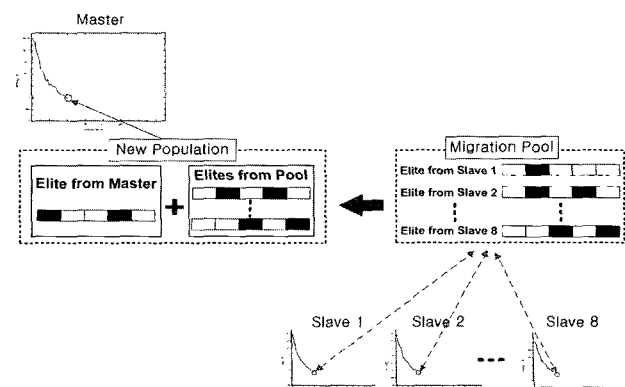 Master
New Population
Elite from Master
Elites from Pool
Migration Pool
Elite from Slave 1
Elite from Slave 2
Elite from Slave 8
Slave 1
Slave 2
Slave 8